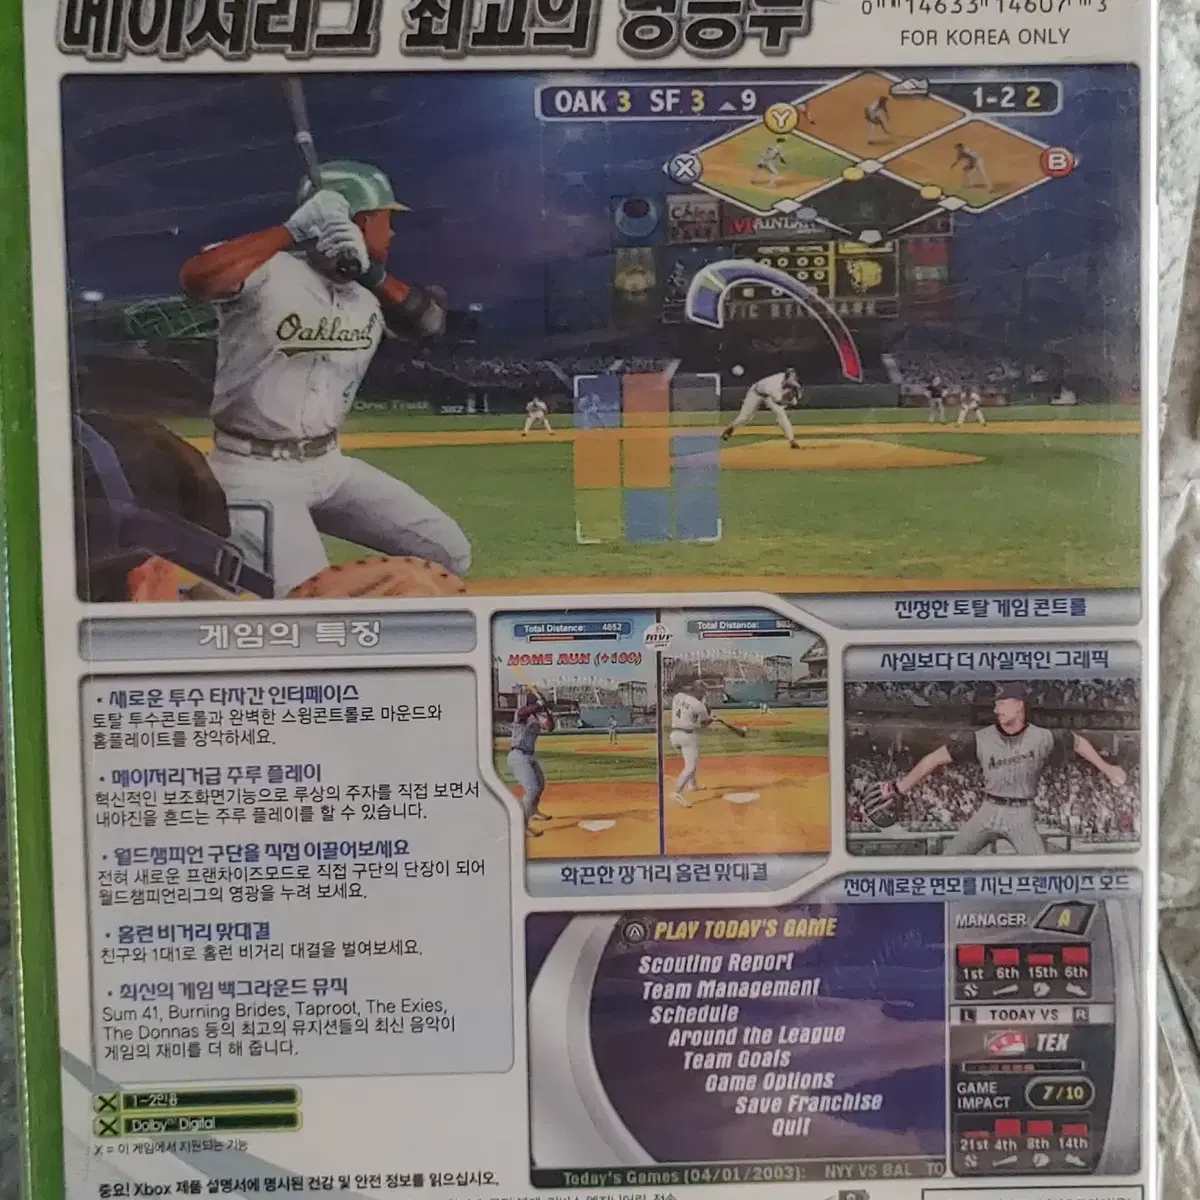 메이저리그 최고의 명승부
0 14633 14607 3
FOR KOREA ONLY
OAK 3 SF 3 ▲9
1-2 2
Y
X
B
Oakland
진정한 토탈 게임 콘트롤
게임의 특징
· 새로운 투수 타자간 인터페이스
토탈 투수콘트롤과 완벽한 스윙콘트롤로 마운드와
홈플레이트를 장악하세요.
· 메이저리거급 주루 플레이
혁신적인 보조화면기능으로 루상의 주자를 직접 보면서
내야진을 흔드는 주루 플레이를 할 수 있습니다.
· 월드챔피언 구단을 직접 이끌어보세요
전혀 새로운 프랜차이즈모드로 직접 구단의 단장이 되어
월드챔피언리그의 영광을 누려 보세요.
· 홈런 비거리 맞대결
친구와 1대1로 홈런 비거리 대결을 벌여보세요.
· 최신의 게임 백그라운드 뮤직
Sum 41, Burning Brides, Taproot, The Exies,
The Donnas 등의 최고의 뮤지션들의 최신 음악이
게임의 재미를 더 해 줍니다.
X 1-2인용
X Dolby™ Digital
X = 이 게임에서 지원되는 기능
중요! Xbox 제품 설명서에 명시된 건강 및 안전 정보를 읽으십시오.
Total Distance: 4652
Total Distance:
mvp
HOME RUN (+100)
화끈한 장거리 홈런 맞대결
사실보다 더 사실적인 그래픽
전혀 새로운 면모를 지닌 프랜차이즈 모드
A PLAY TODAY'S GAME
Scouting Report
Team Management
Schedule
Around the League
Team Goals
Game Options
Save Franchise
Quit
MANAGER A
1st 6th 15th 6th
L TODAY VS R
TEX
GAME IMPACT 7/10
21st 4th 8th 14th
Today's Games (04/01/2003): NYY VS BAL TO